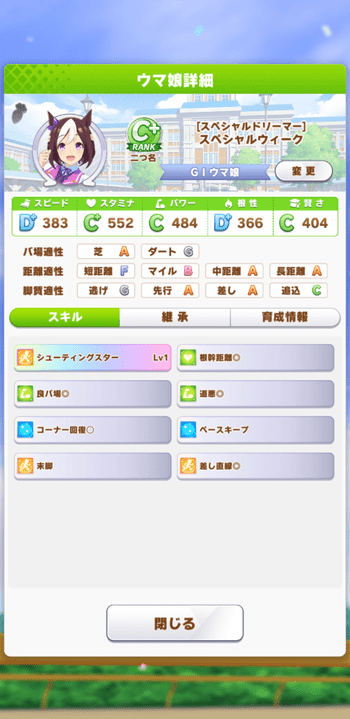 ウマ娘詳細
C+
RANK
二つ名
[スペシャルドリーマー]
スペシャルウィーク
GIウマ娘
変更
スピード スタミナ パワー 根性 賢さ
D+ 383 C+ 552 C 484 D+ 366 C 404
バ場適性 芝 A ダート G
距離適性 短距離 F マイル B 中距離 A 長距離 A
脚質適性 逃げ G 先行 A 差し A 追込 C
スキル 継承 育成情報
シューティングスター Lv1 根幹距離◎
良バ場◎ 道悪◎
コーナー回復○ ペースキープ
末脚 差し直線◎
閉じる